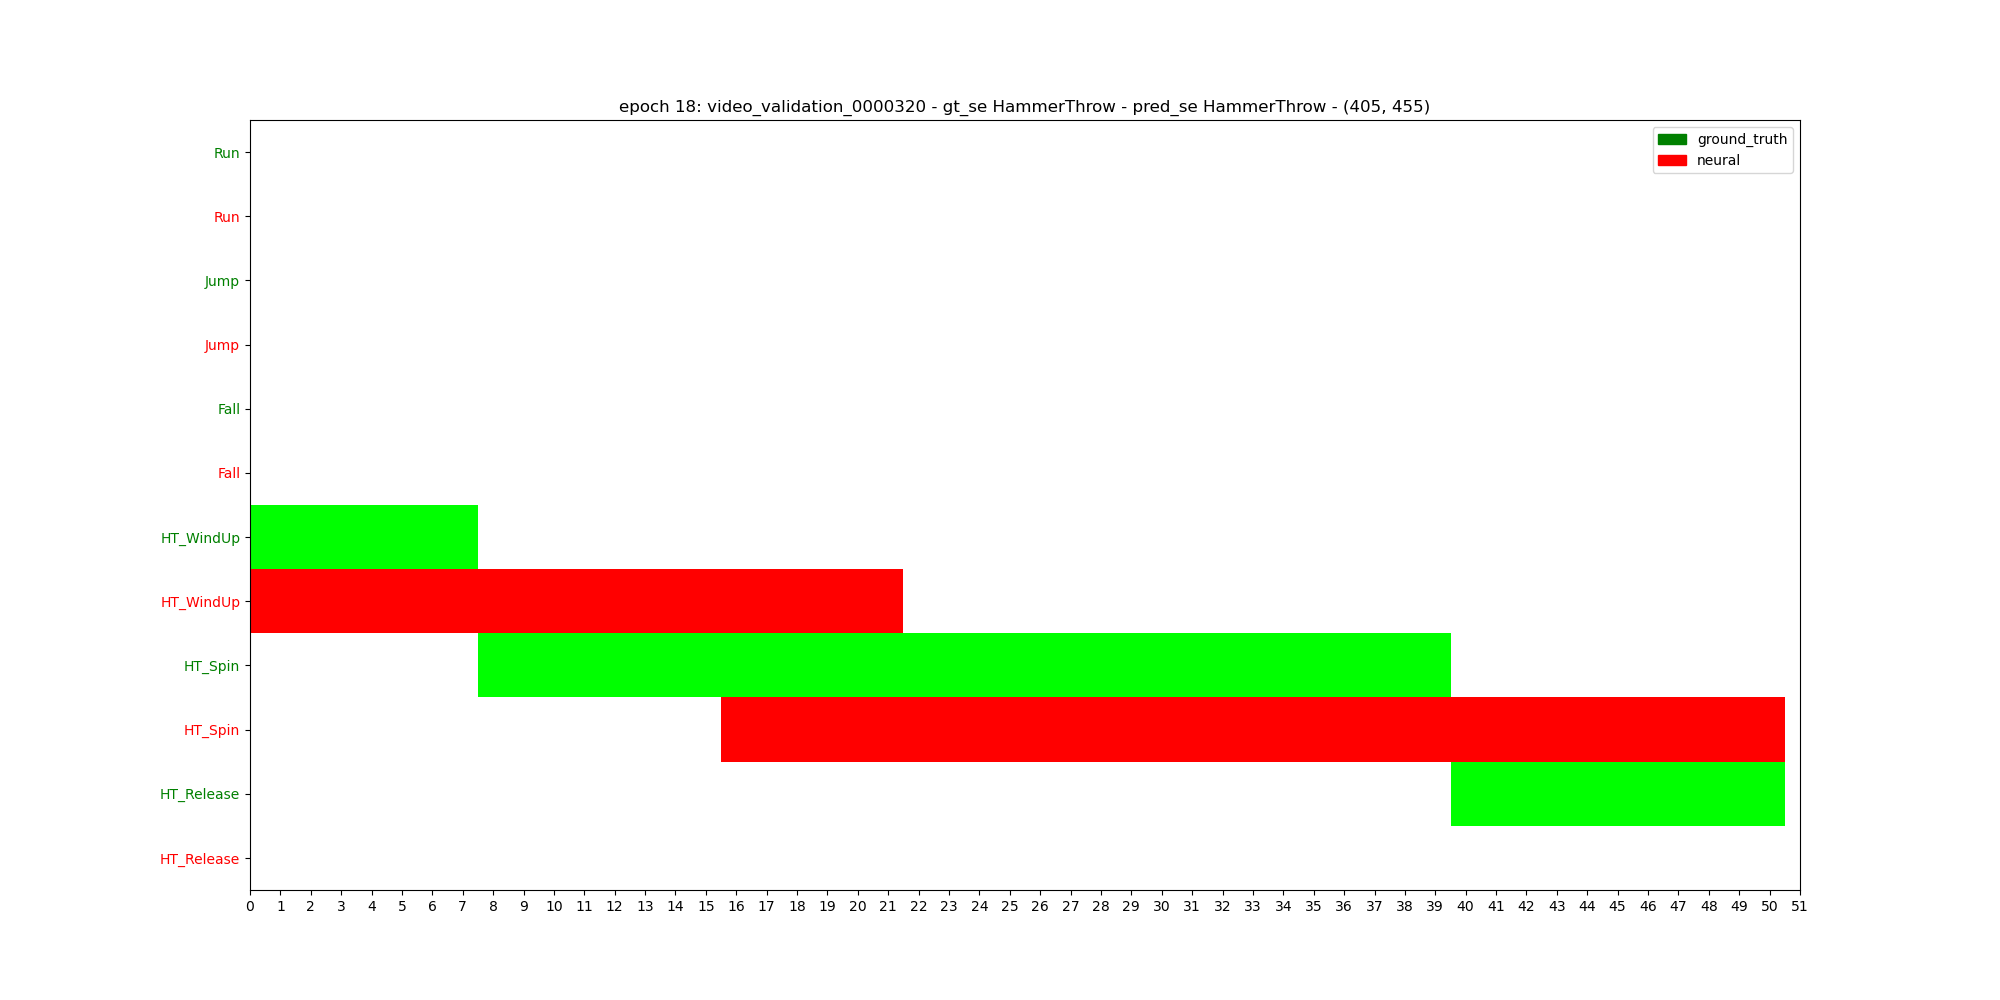 epoch 18: video_validation_0000320 - gt_se HammerThrow - pred_se HammerThrow - (405, 455)
ground_truth
neural
Run
Run
Jump
Jump
Fall
Fall
HT_WindUp
HT_WindUp
HT_Spin
HT_Spin
HT_Release
HT_Release
0 1 2 3 4 5 6 7 8 9 10 11 12 13 14 15 16 17 18 19 20 21 22 23 24 25 26 27 28 29 30 31 32 33 34 35 36 37 38 39 40 41 42 43 44 45 46 47 48 49 50 51